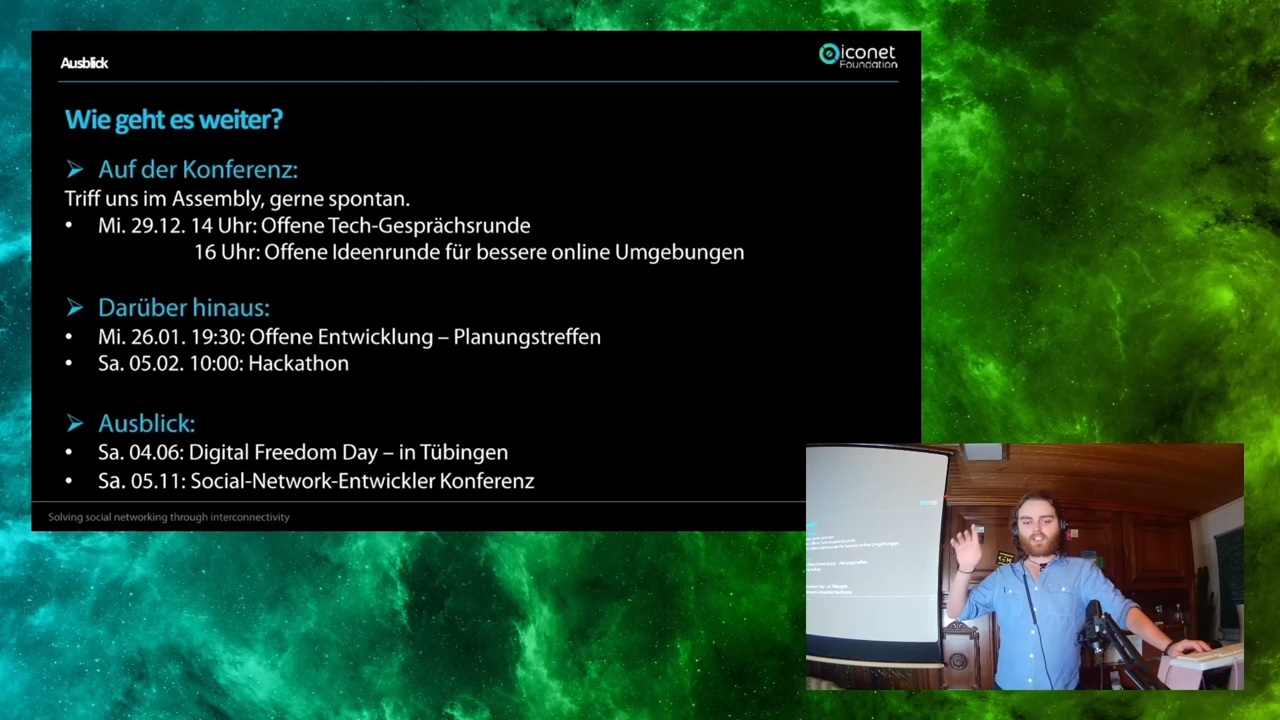 Ausblick
iconet
Foundation
Wie geht es weiter?
Auf der Konferenz:
Triff uns im Assembly, gerne spontan.
• Mi. 29.12. 14 Uhr: Offene Tech-Gesprächsrunde
16 Uhr: Offene Ideenrunde für bessere online Umgebungen
Darüber hinaus:
• Mi. 26.01. 19:30: Offene Entwicklung – Planungstreffen
• Sa. 05.02. 10:00: Hackathon
Ausblick:
• Sa. 04.06: Digital Freedom Day – in Tübingen
• Sa. 05.11: Social-Network-Entwickler Konferenz
Solving social networking through interconnectivity